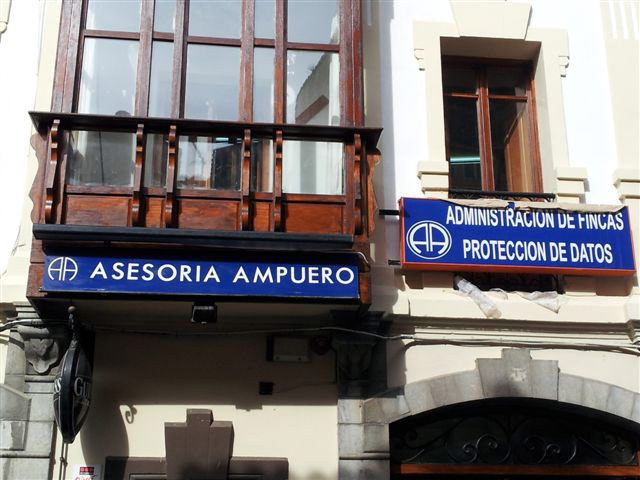 AA ASESORIA AMPUERO
AA
ADMINISTRACION DE FINCAS
PROTECCION DE DATOS